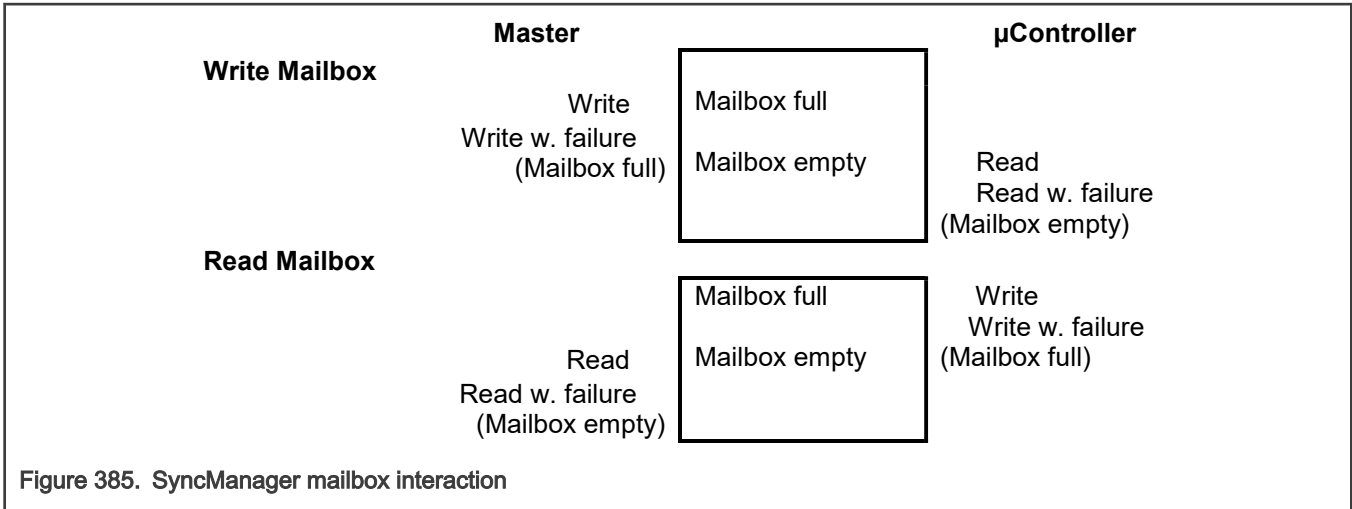 Master µController
Write Mailbox
Write Mailbox full
Write w. failure
(Mailbox full) Mailbox empty Read
Read w. failure
(Mailbox empty)
Read Mailbox
Mailbox full Write
Write w. failure
Read Mailbox empty (Mailbox full)
Read w. failure
(Mailbox empty)
Figure 385. SyncManager mailbox interaction